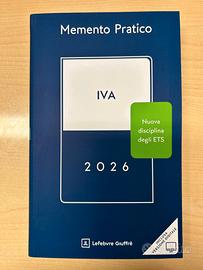 Memento Pratico
IVA
Nuova
disciplina
degli ETS
2026
Lefebvre Giuffrè